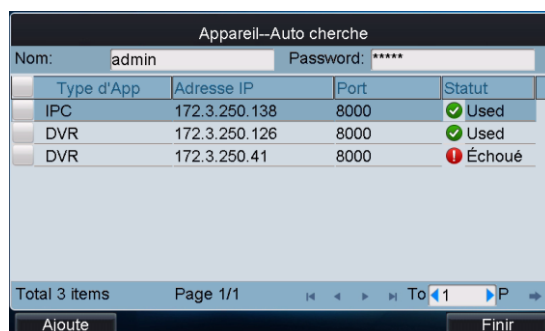 Appareil--Auto cherche
Nom: admin Password: *****
Type d'App Adresse IP Port Statut
IPC 172.3.250.138 8000 Used
DVR 172.3.250.126 8000 Used
DVR 172.3.250.41 8000 Échoué
Total 3 items Page 1/1 To 1 P
Ajoute Finir